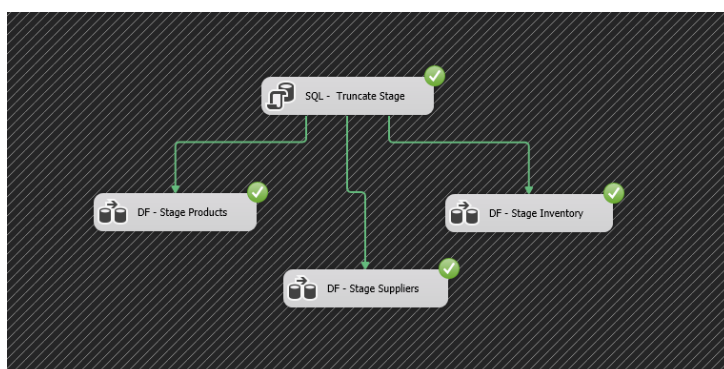 SQL -  Truncate Stage
DF - Stage Products
DF - Stage Inventory
DF - Stage Suppliers